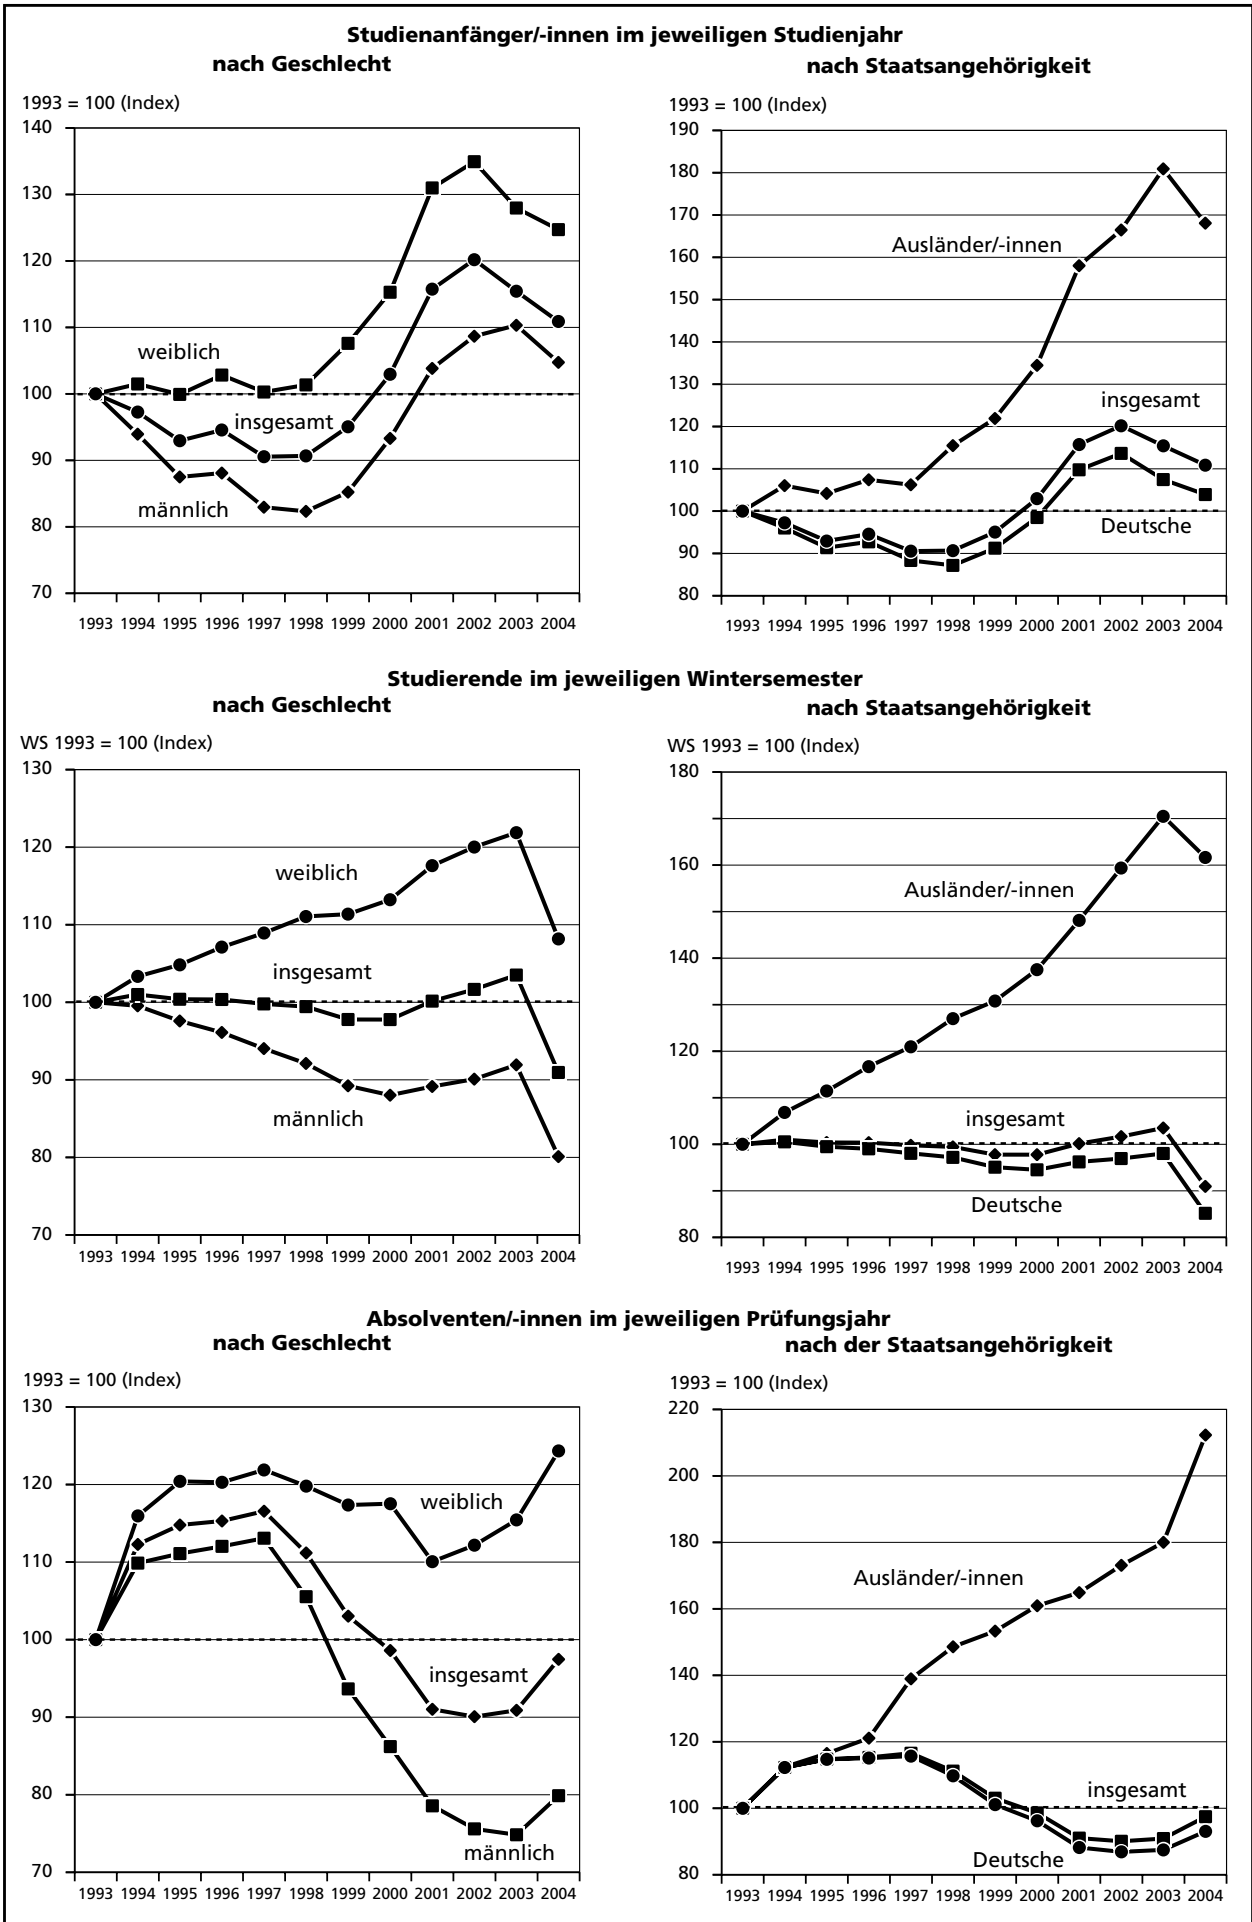 Studienanfänger/-innen im jeweiligen Studienjahr
nach Geschlecht
1993 = 100 (Index)
140
130
120
110
100
90
80
70
weiblich
insgesamt
männlich
1993 1994 1995 1996 1997 1998 1999 2000 2001 2002 2003 2004
nach Staatsangehörigkeit
1993 = 100 (Index)
190
180
170
160
150
140
130
120
110
100
90
80
Ausländer/-innen
insgesamt
Deutsche
1993 1994 1995 1996 1997 1998 1999 2000 2001 2002 2003 2004
Studierende im jeweiligen Wintersemester
nach Geschlecht
WS 1993 = 100 (Index)
130
120
110
100
90
80
70
weiblich
insgesamt
männlich
1993 1994 1995 1996 1997 1998 1999 2000 2001 2002 2003 2004
nach Staatsangehörigkeit
WS 1993 = 100 (Index)
180
160
140
120
100
80
Ausländer/-innen
insgesamt
Deutsche
1993 1994 1995 1996 1997 1998 1999 2000 2001 2002 2003 2004
Absolventen/-innen im jeweiligen Prüfungsjahr
nach Geschlecht
1993 = 100 (Index)
130
120
110
100
90
80
70
weiblich
insgesamt
männlich
1993 1994 1995 1996 1997 1998 1999 2000 2001 2002 2003 2004
nach der Staatsangehörigkeit
1993 = 100 (Index)
220
200
180
160
140
120
100
80
Ausländer/-innen
insgesamt
Deutsche
1993 1994 1995 1996 1997 1998 1999 2000 2001 2002 2003 2004